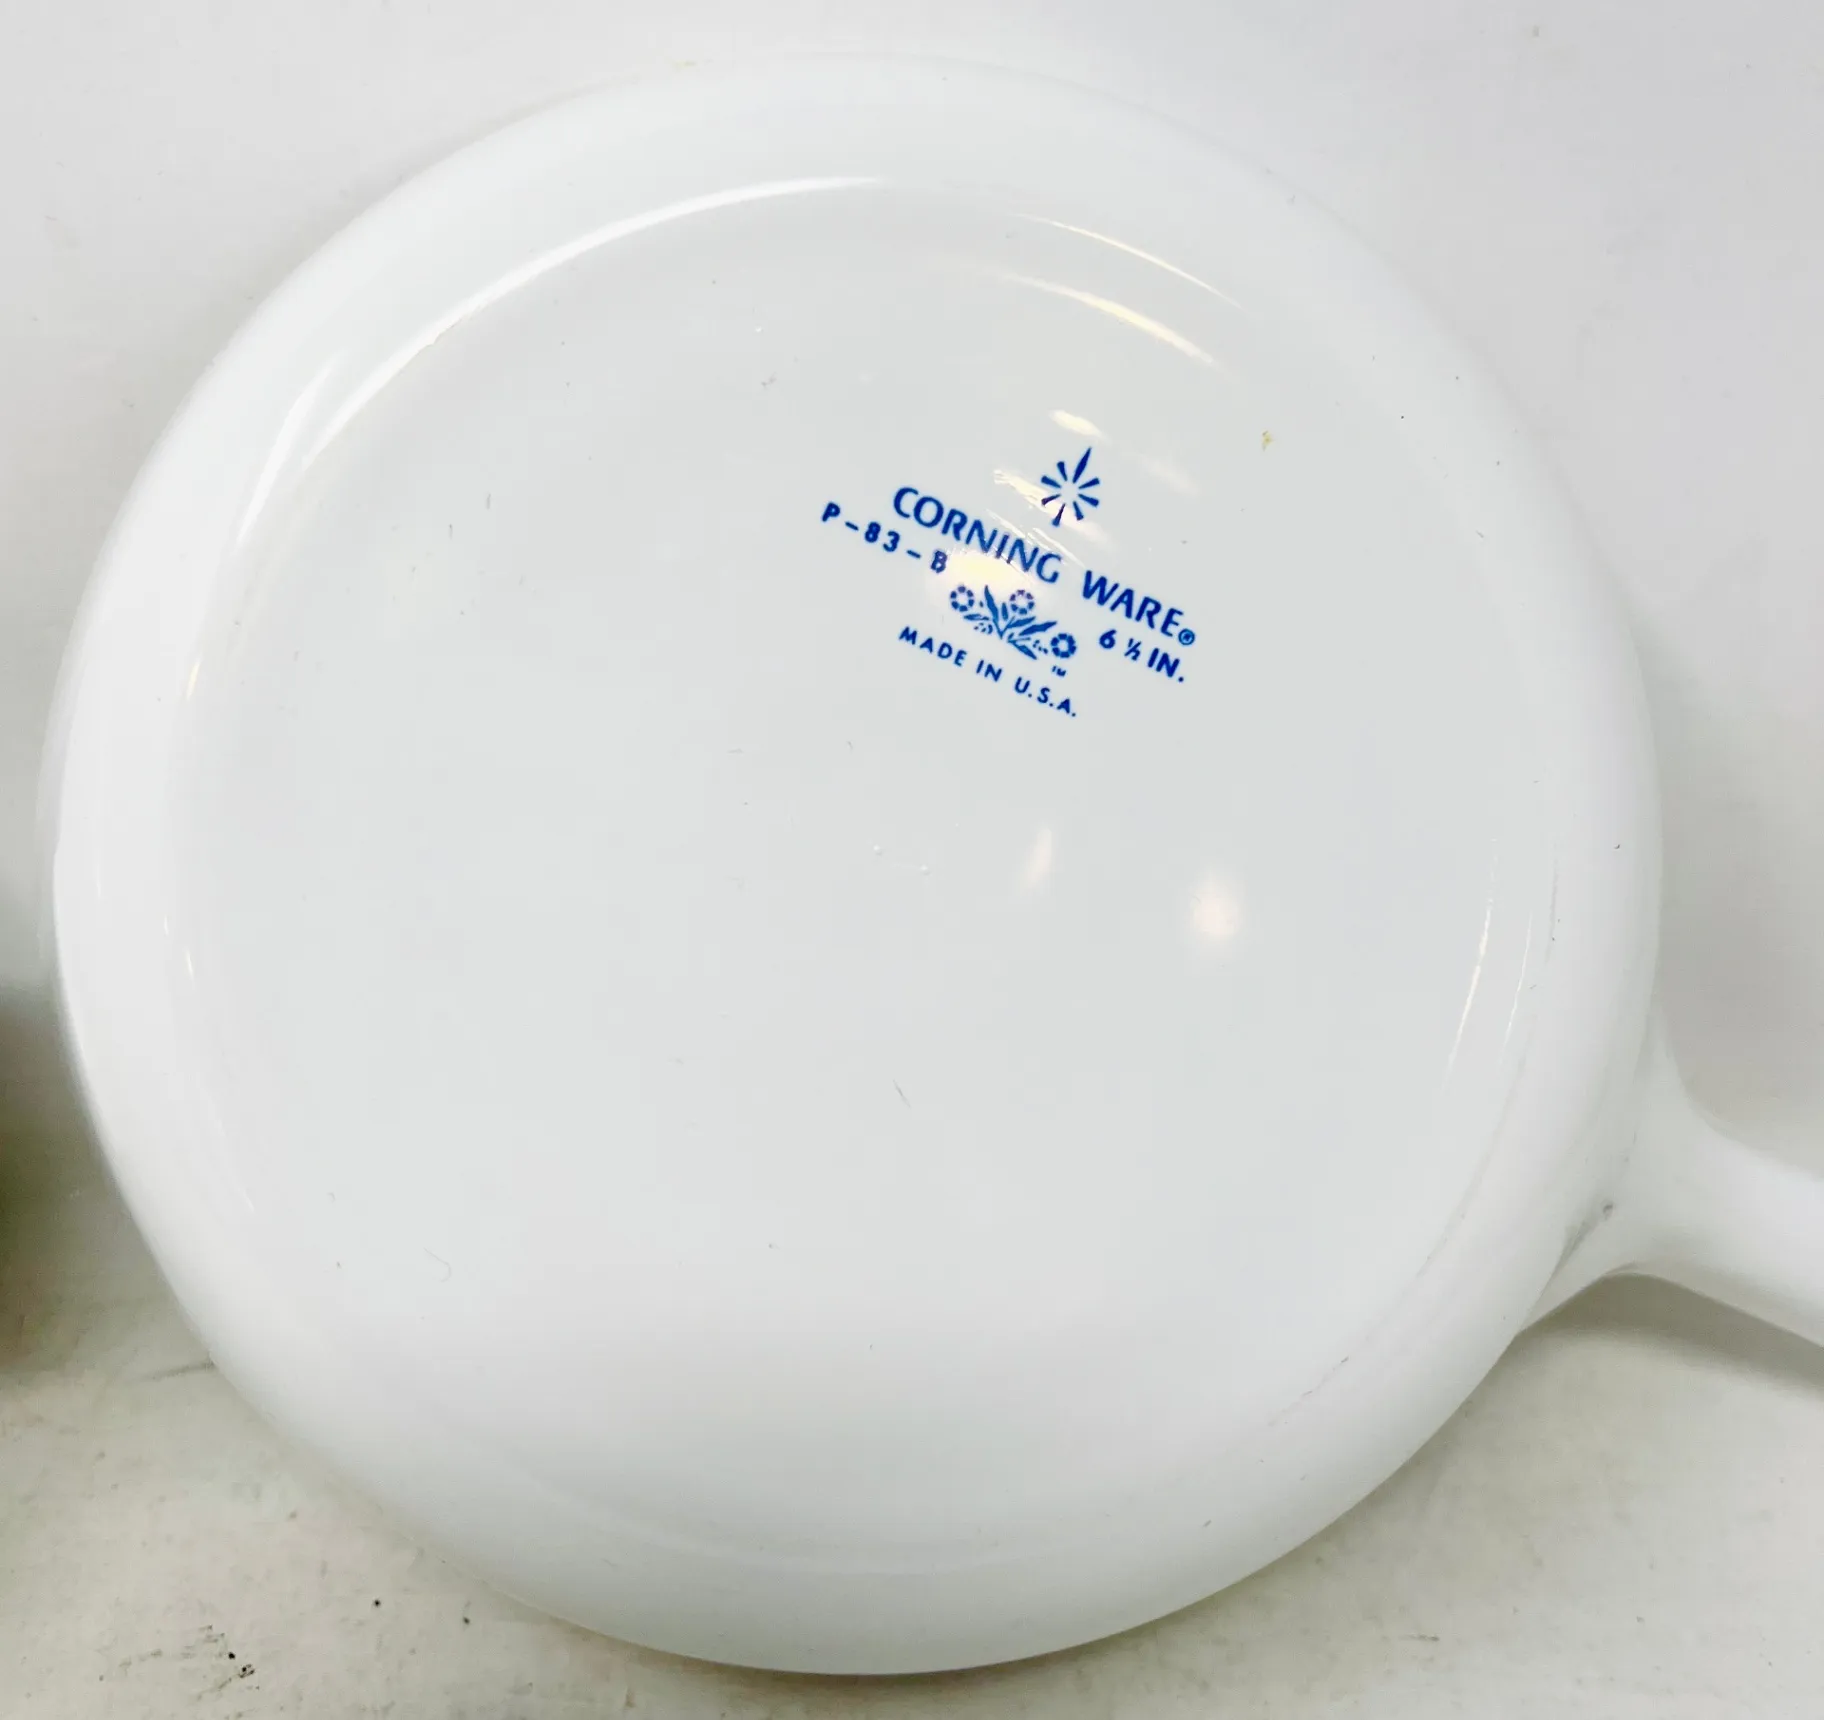 CORNING WARE®
P-83-B 6 ½ IN.
™
MADE IN U.S.A.